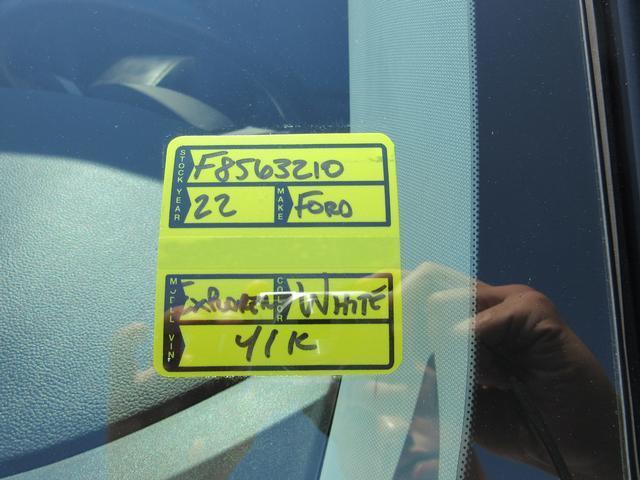 STOCK F8563210
YEAR 22 MAKE FORD
MODEL EXPLORER COLOR WHITE
VIN 41K